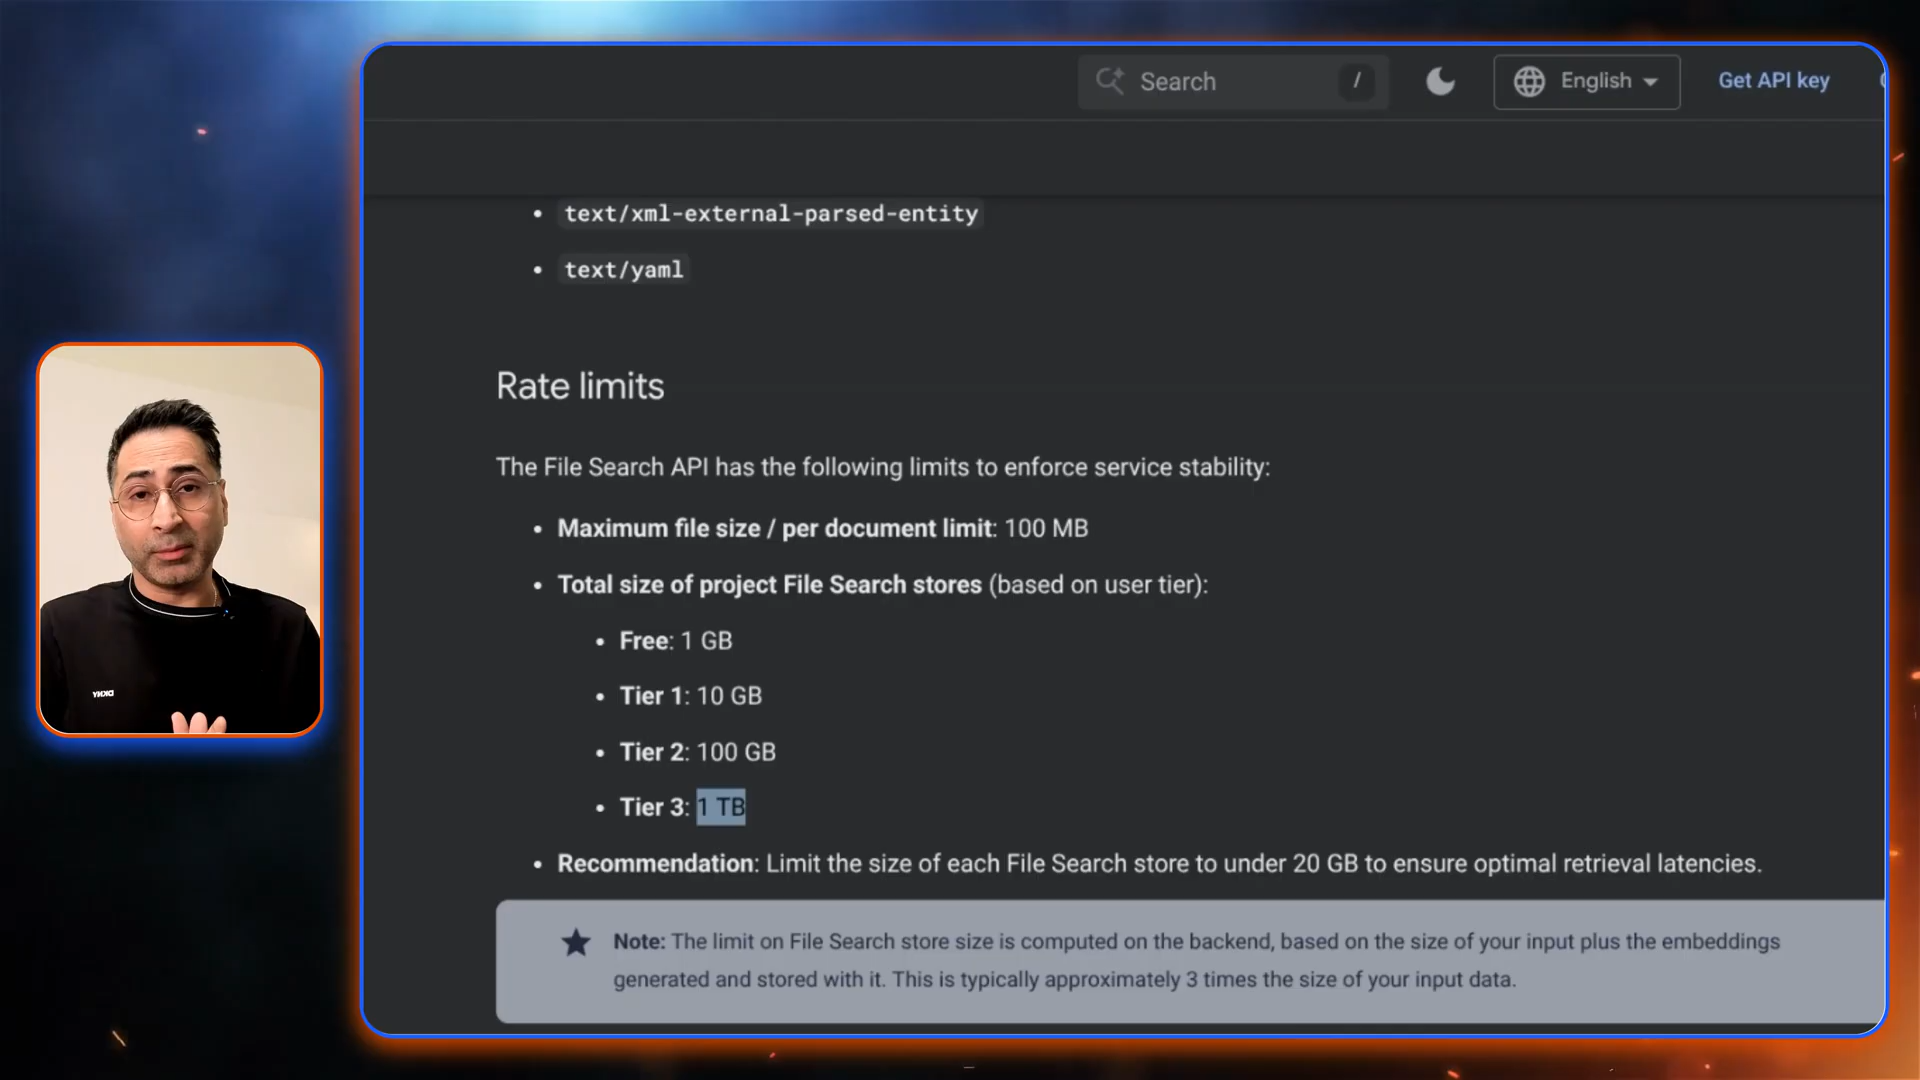 Search
/
English
Get API key
text/xml-external-parsed-entity
text/yaml
Rate limits
The File Search API has the following limits to enforce service stability:
Maximum file size / per document limit: 100 MB
Total size of project File Search stores (based on user tier):
Free: 1 GB
Tier 1: 10 GB
Tier 2: 100 GB
Tier 3: 1 TB
Recommendation: Limit the size of each File Search store to under 20 GB to ensure optimal retrieval latencies.
Note: The limit on File Search store size is computed on the backend, based on the size of your input plus the embeddings
generated and stored with it. This is typically approximately 3 times the size of your input data.